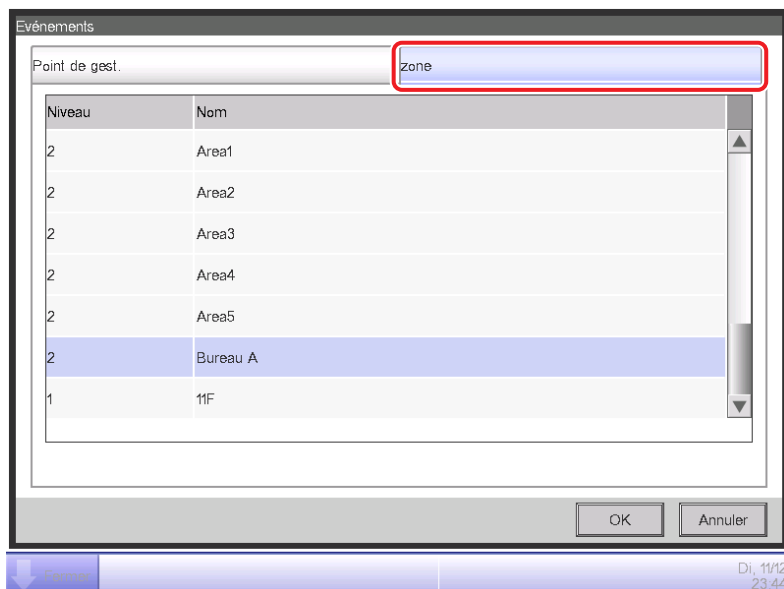 Evénements
Point de gest. zone
Niveau Nom
2 Area1
2 Area2
2 Area3
2 Area4
2 Area5
2 Bureau A
1 11F
OK Annuler
Fermer Di, 11/12
23:44